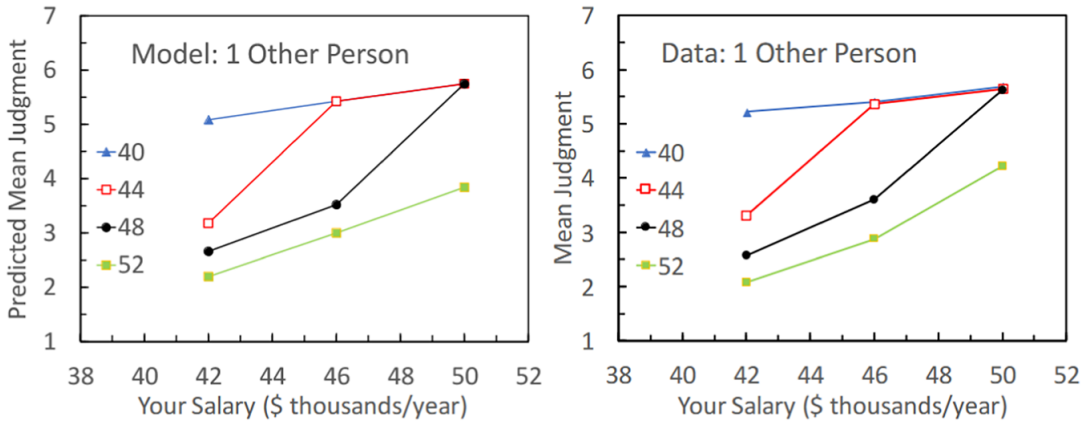 Model: 1 Other Person
Predicted Mean Judgment
7
6
5
4
3
2
1
40
44
48
52
38 40 42 44 46 48 50 52
Your Salary ($ thousands/year)
Data: 1 Other Person
Mean Judgment
7
6
5
4
3
2
1
40
44
48
52
38 40 42 44 46 48 50 52
Your Salary ($ thousands/year)